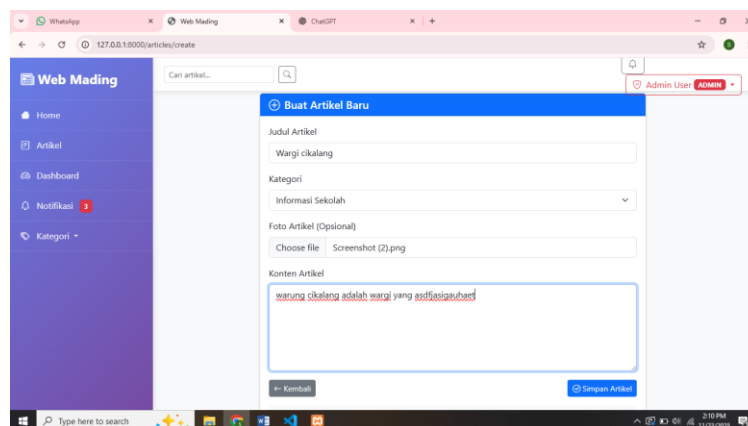 WhatsApp
Web Mading
ChatGPT
127.0.0.1:8000/articles/create
Web Mading
Cari artikel...
Admin User ADMIN
Home
Artikel
Dashboard
Notifikasi 3
Kategori
Buat Artikel Baru
Judul Artikel
Wargi cikalang
Kategori
Informasi Sekolah
Foto Artikel (Opsional)
Choose file Screenshot (2).png
Konten Artikel
warung cikalang adalah wargi yang asdfjasigauhaet
← Kembali
Simpan Artikel
Type here to search
2:10 PM